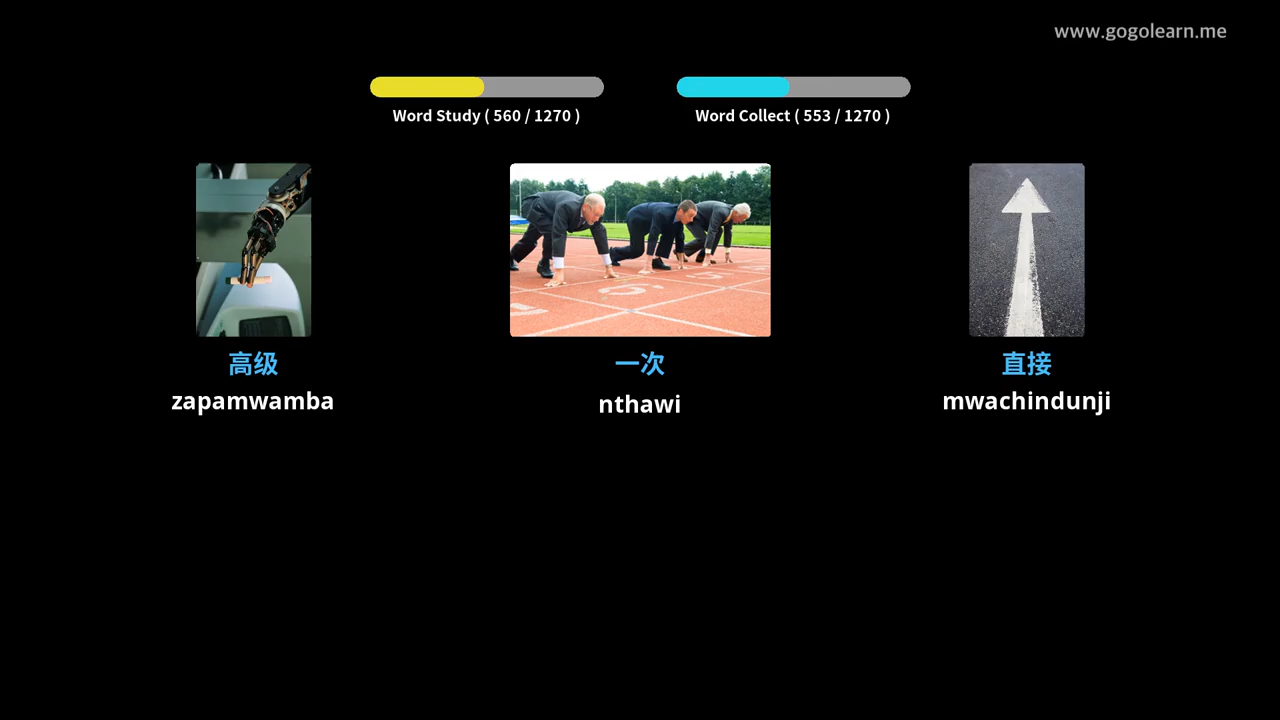 www.gogolearn.me
Word Study ( 560 / 1270 )
Word Collect ( 553 / 1270 )
高级
zapamwamba
一次
nthawi
直接
mwachindunji